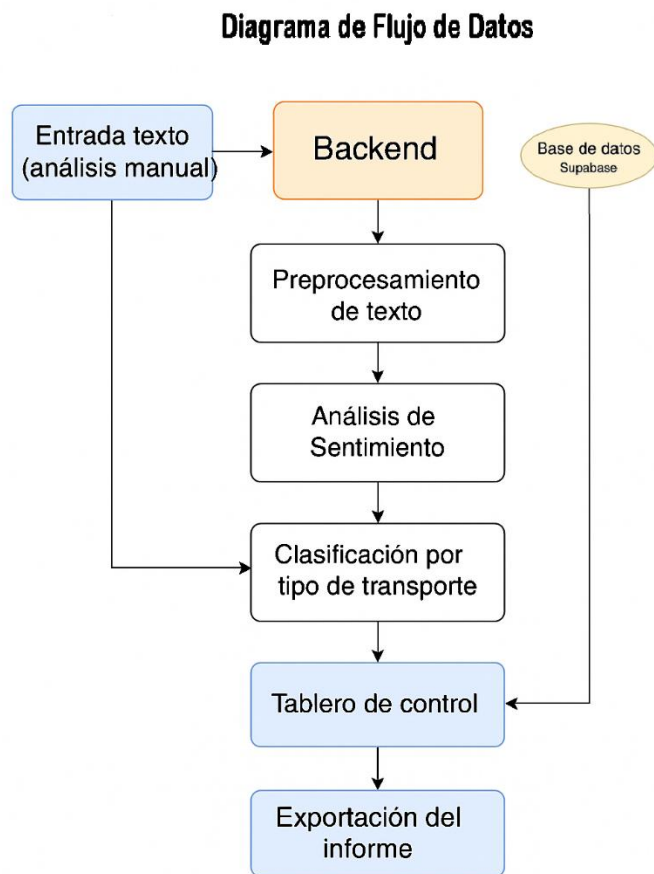 Diagrama de Flujo de Datos
Entrada texto
(análisis manual)
Backend
Base de datos
Supabase
Preprocesamiento
de texto
Análisis de
Sentimiento
Clasificación por
tipo de transporte
Tablero de control
Exportación del
informe